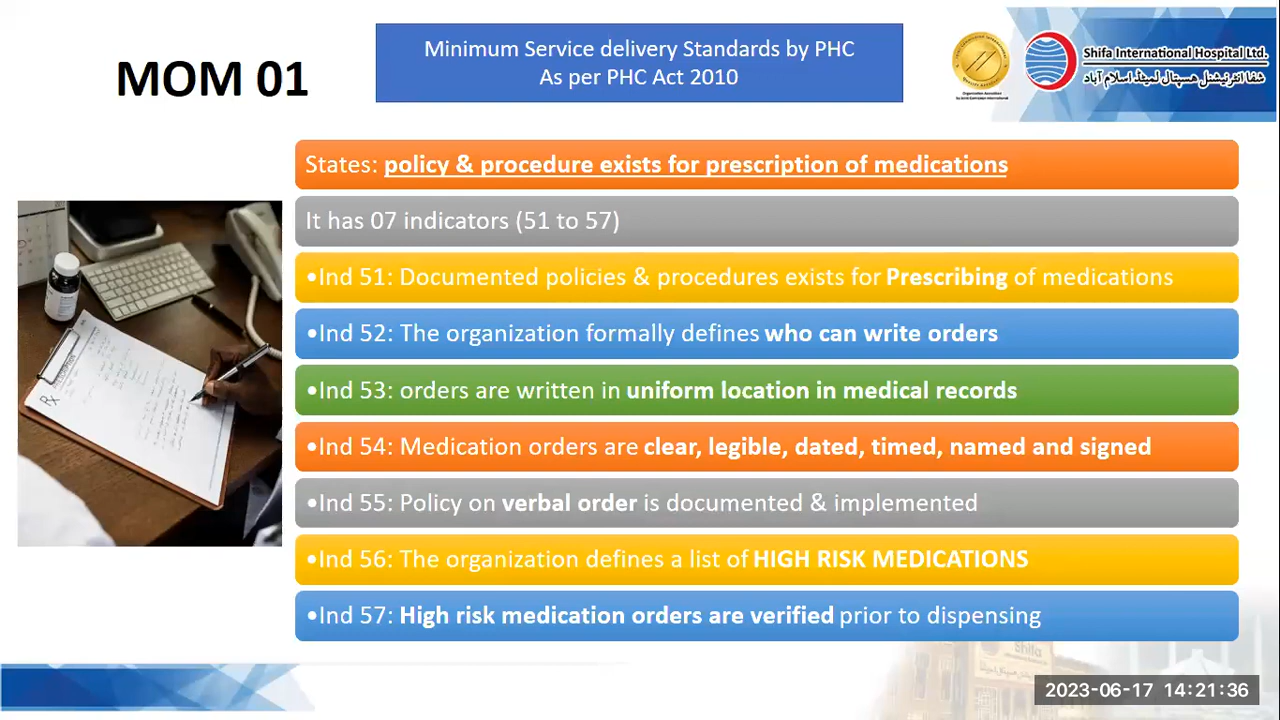 Minimum Service delivery Standards by PHC
As per PHC Act 2010
MOM 01
Shifa International Hospital Ltd.
شفا انٹرنیشنل ہسپتال لمیٹڈ اسلام آباد
States: policy & procedure exists for prescription of medications
It has 07 indicators (51 to 57)
•Ind 51: Documented policies & procedures exists for Prescribing of medications
•Ind 52: The organization formally defines who can write orders
•Ind 53: orders are written in uniform location in medical records
•Ind 54: Medication orders are clear, legible, dated, timed, named and signed
•Ind 55: Policy on verbal order is documented & implemented
•Ind 56: The organization defines a list of HIGH RISK MEDICATIONS
•Ind 57: High risk medication orders are verified prior to dispensing
Rx
Shifa
2023-06-17 14:21:36